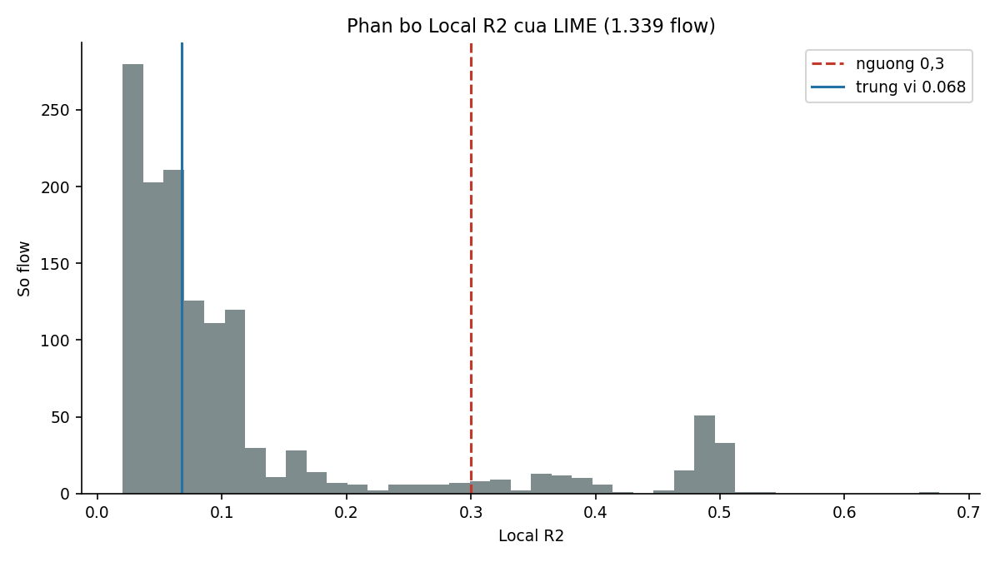 Phan bo Local R2 cua LIME (1.339 flow)
nguong 0,3
trung vi 0.068
So flow
250
200
150
100
50
0
0.0 0.1 0.2 0.3 0.4 0.5 0.6 0.7
Local R2